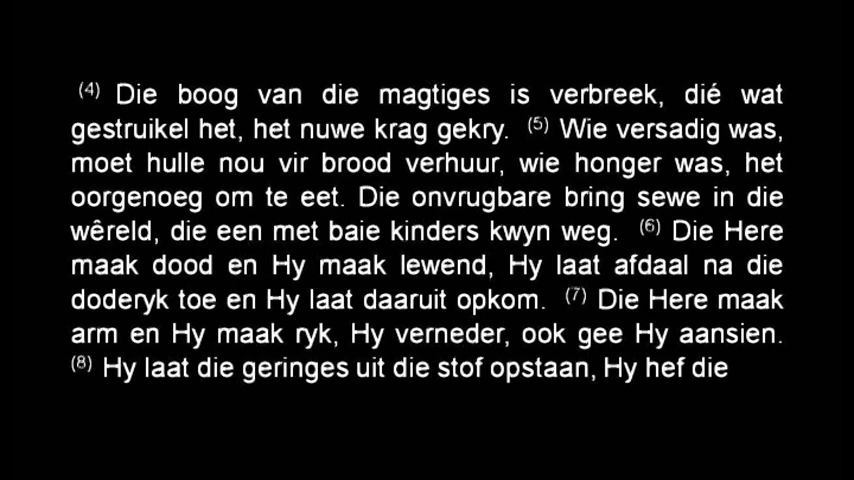 (4) Die boog van die magtiges is verbreek, dié wat
gestruikel het, het nuwe krag gekry. (5) Wie versadig was,
moet hulle nou vir brood verhuur, wie honger was, het
oorgenoeg om te eet. Die onvrugbare bring sewe in die
wêreld, die een met baie kinders kwyn weg. (6) Die Here
maak dood en Hy maak lewend, Hy laat afdaal na die
doderyk toe en Hy laat daaruit opkom. (7) Die Here maak
arm en Hy maak ryk, Hy verneder, ook gee Hy aansien.
(8) Hy laat die geringes uit die stof opstaan, Hy hef die